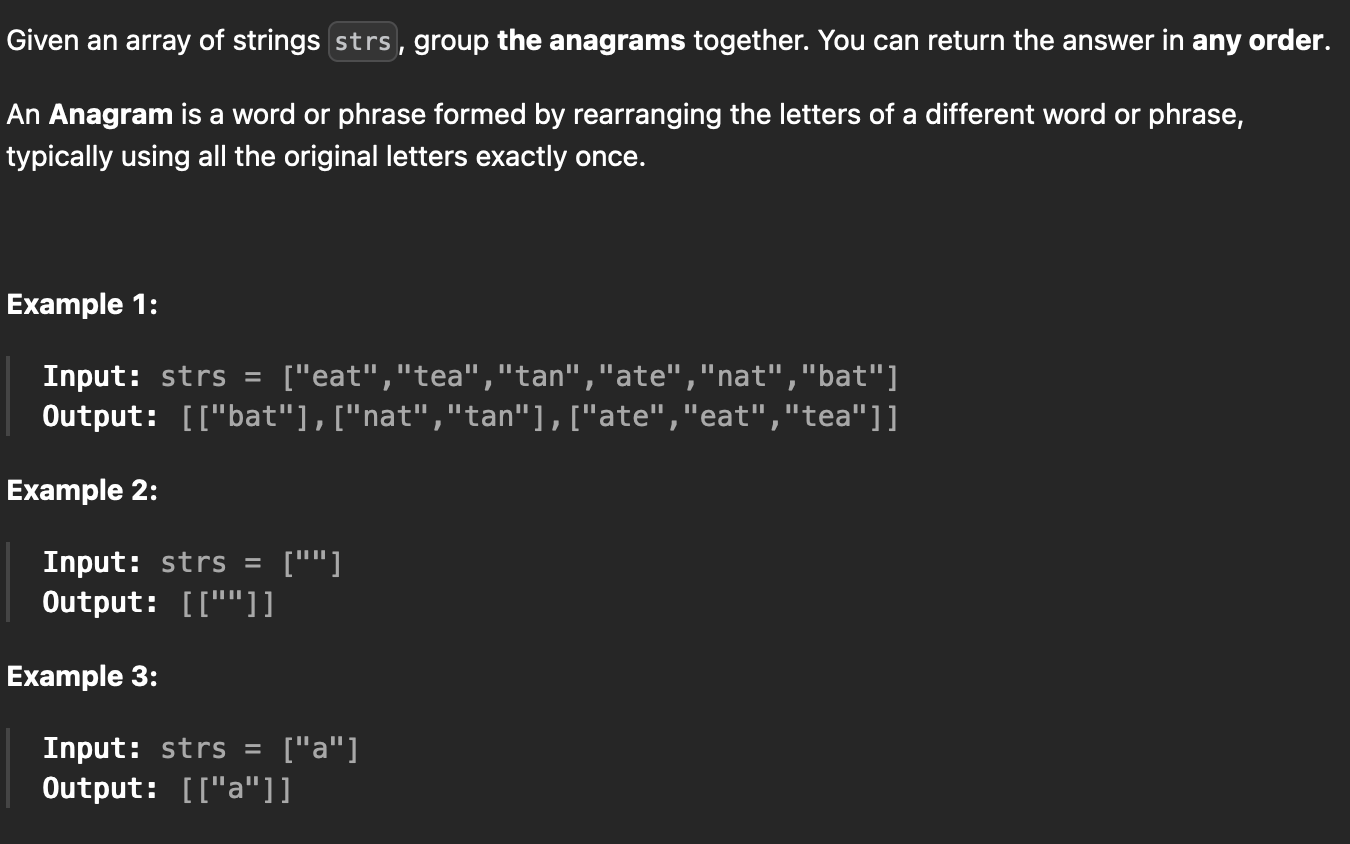 Given an array of strings strs, group the anagrams together. You can return the answer in any order.
An Anagram is a word or phrase formed by rearranging the letters of a different word or phrase,
typically using all the original letters exactly once.
Example 1:
Input: strs = ["eat","tea","tan","ate","nat","bat"]
Output: [["bat"],["nat","tan"],["ate","eat","tea"]]
Example 2:
Input: strs = [""]
Output: [[""]]
Example 3:
Input: strs = ["a"]
Output: [["a"]]